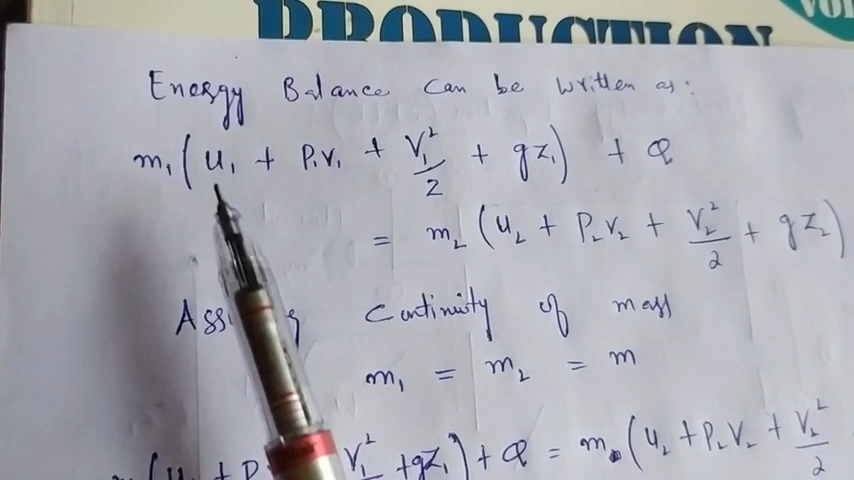 PRODUCTION
VOL
Energy Balance can be written as:
m₁(u₁ + P₁v₁ + V₁²/2 + gz₁) + Q
= m₂(u₂ + P₂v₂ + V₂²/2 + gz₂)
Continuity of mass
m₁ = m₂ = m
V₁²/2 + gz₁) + Q = m(u₂ + P₂v₂ + V₂²/2